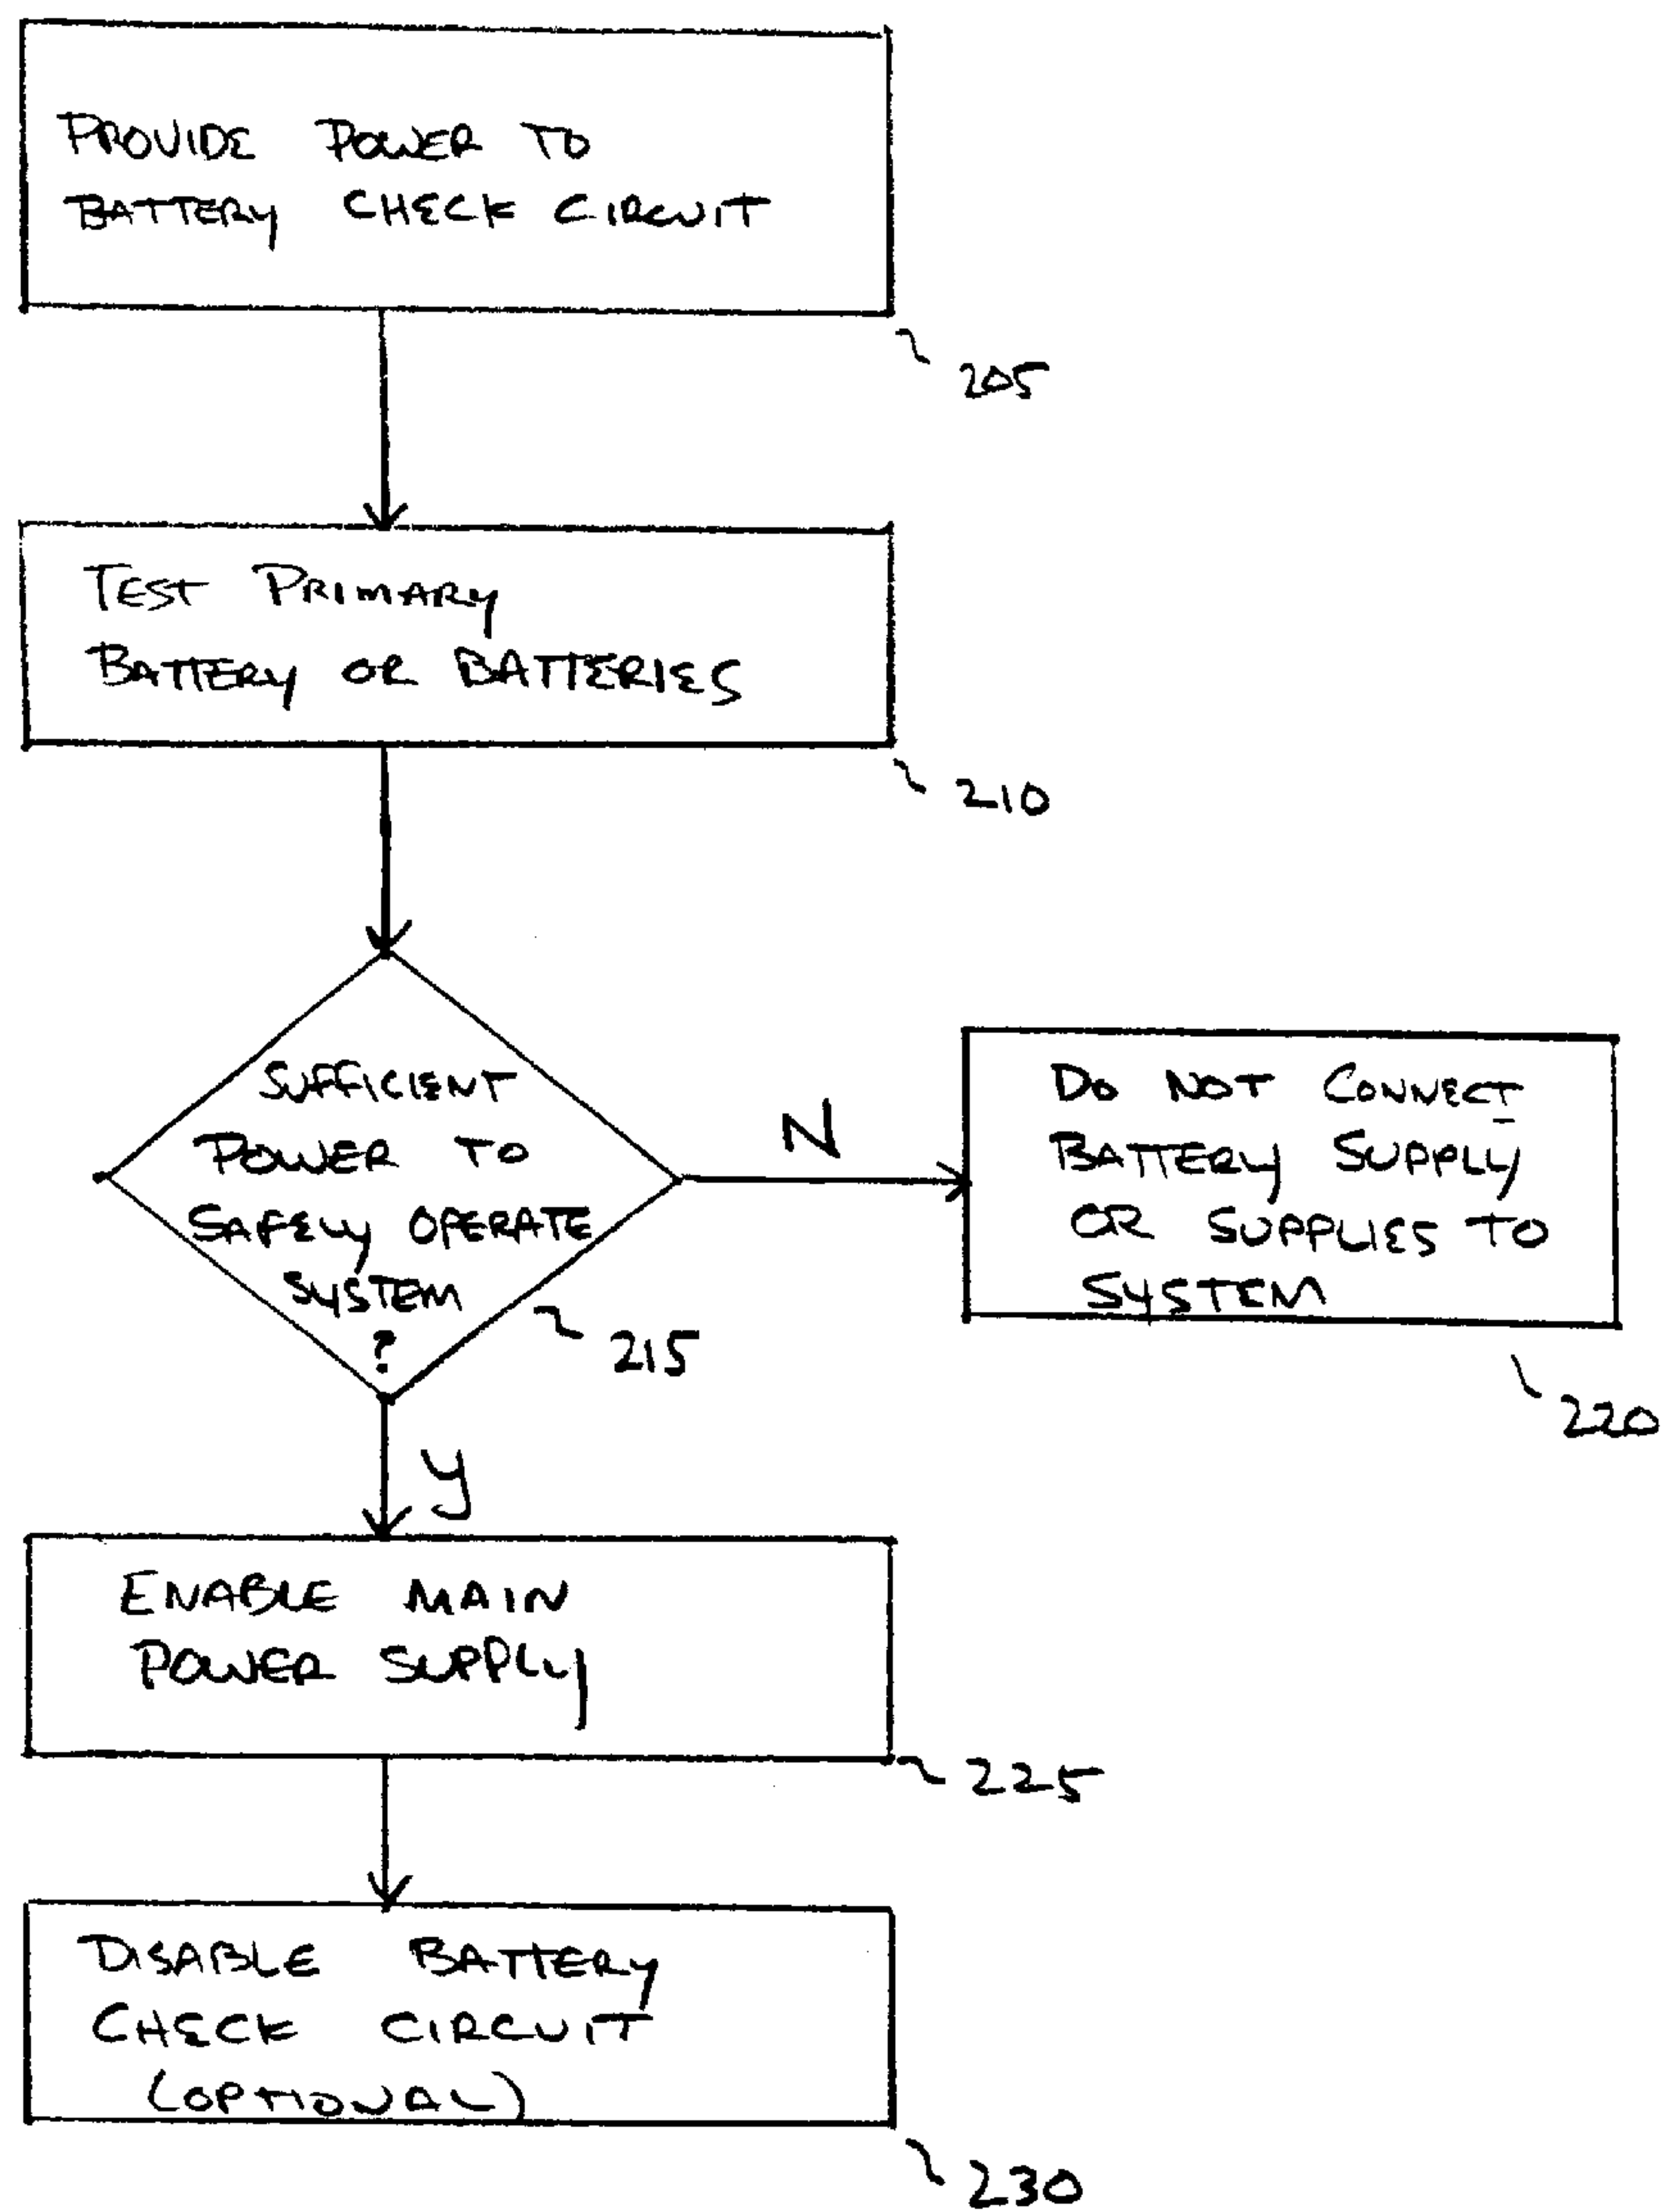 PROVIDE POWER TO
BATTERY CHECK CIRCUIT
205
TEST PRIMARY
BATTERY OR BATTERIES
210
SUFFICIENT
POWER TO
SAFELY OPERATE
SYSTEM
?
215
N
DO NOT CONNECT
BATTERY SUPPLY
OR SUPPLIES TO
SYSTEM
220
Y
ENABLE MAIN
POWER SUPPLY
225
DISABLE BATTERY
CHECK CIRCUIT
(OPTIONAL)
230